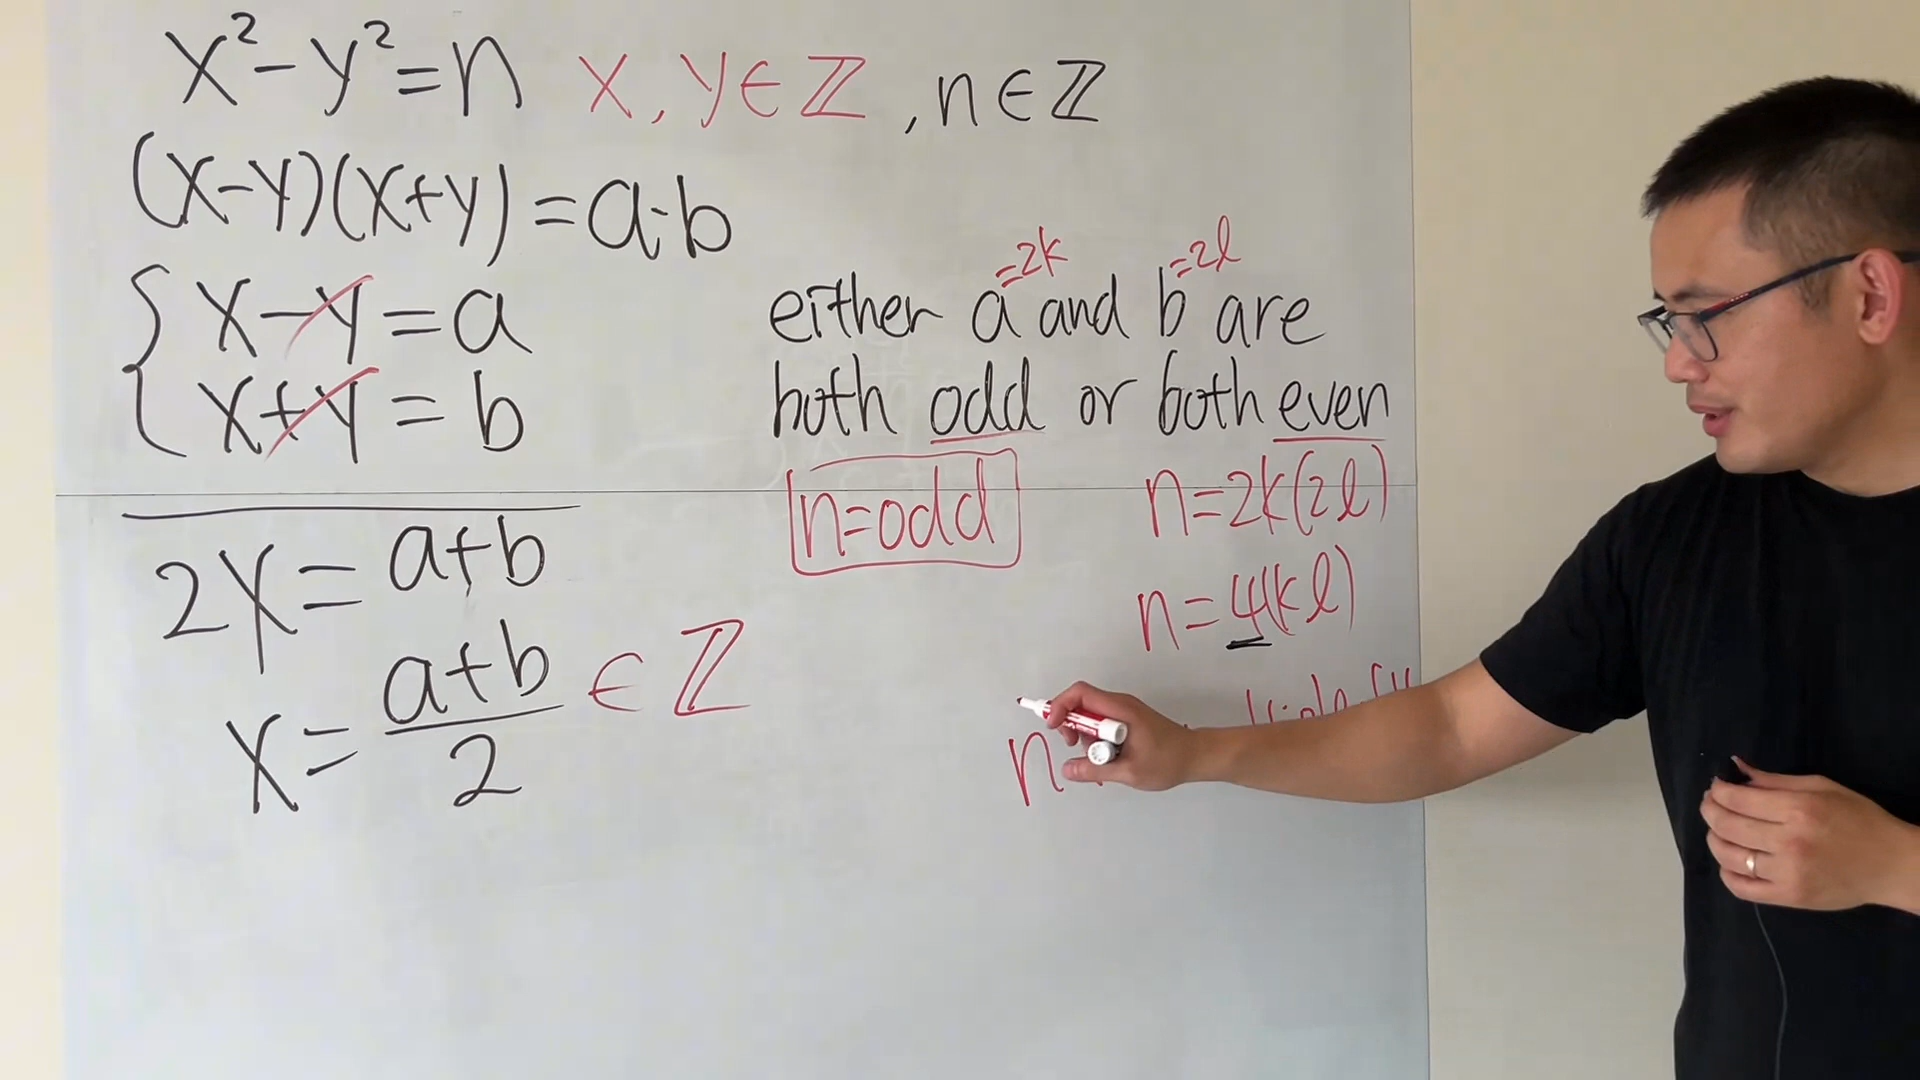 x²-y²=n x, y∈ℤ, n∈ℤ
(x-y)(x+y)=a·b
{ x-y=a
x+y=b
2x=a+b
x=\frac{a+b}{2} ∈ ℤ
=2k =2l
either a and b are
both odd or both even
n=odd
n=2k(2l)
n=4(kl)
n